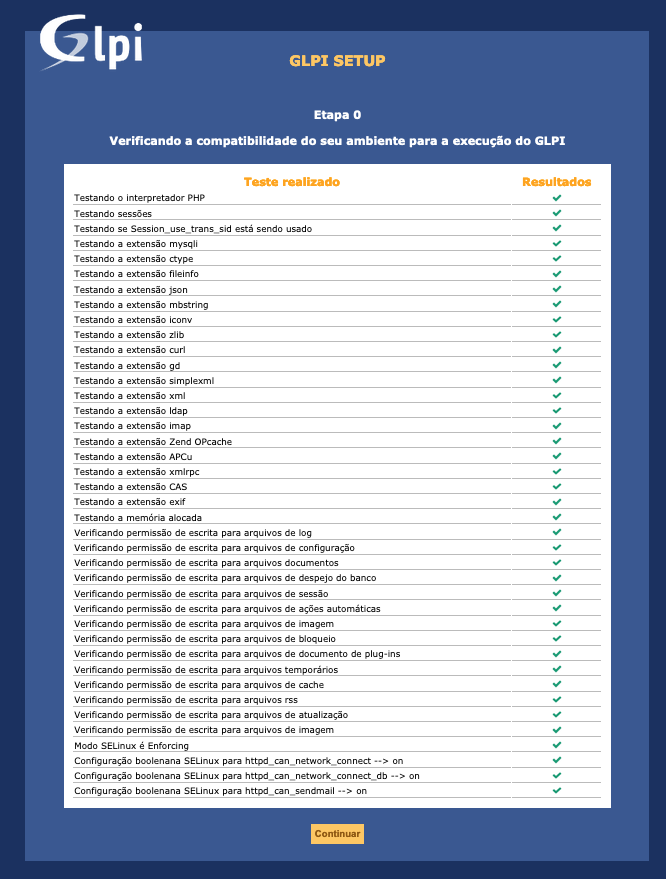 Glpi
GLPI SETUP
Etapa 0
Verificando a compatibilidade do seu ambiente para a execução do GLPI
Teste realizado Resultados
Testando o interpretador PHP
Testando sessões
Testando se Session_use_trans_sid está sendo usado
Testando a extensão mysqli
Testando a extensão ctype
Testando a extensão fileinfo
Testando a extensão json
Testando a extensão mbstring
Testando a extensão iconv
Testando a extensão zlib
Testando a extensão curl
Testando a extensão gd
Testando a extensão simplexml
Testando a extensão xml
Testando a extensão ldap
Testando a extensão imap
Testando a extensão Zend OPcache
Testando a extensão APCu
Testando a extensão xmlrpc
Testando a extensão CAS
Testando a extensão exif
Testando a memória alocada
Verificando permissão de escrita para arquivos de log
Verificando permissão de escrita para arquivos de configuração
Verificando permissão de escrita para arquivos documentos
Verificando permissão de escrita para arquivos de despejo do banco
Verificando permissão de escrita para arquivos de sessão
Verificando permissão de escrita para arquivos de ações automáticas
Verificando permissão de escrita para arquivos de imagem
Verificando permissão de escrita para arquivos de bloqueio
Verificando permissão de escrita para arquivos de documento de plug-ins
Verificando permissão de escrita para arquivos temporários
Verificando permissão de escrita para arquivos de cache
Verificando permissão de escrita para arquivos rss
Verificando permissão de escrita para arquivos de atualização
Verificando permissão de escrita para arquivos de imagem
Modo SELinux é Enforcing
Configuração boolenana SELinux para httpd_can_network_connect --> on
Configuração boolenana SELinux para httpd_can_network_connect_db --> on
Configuração boolenana SELinux para httpd_can_sendmail --> on
Continuar